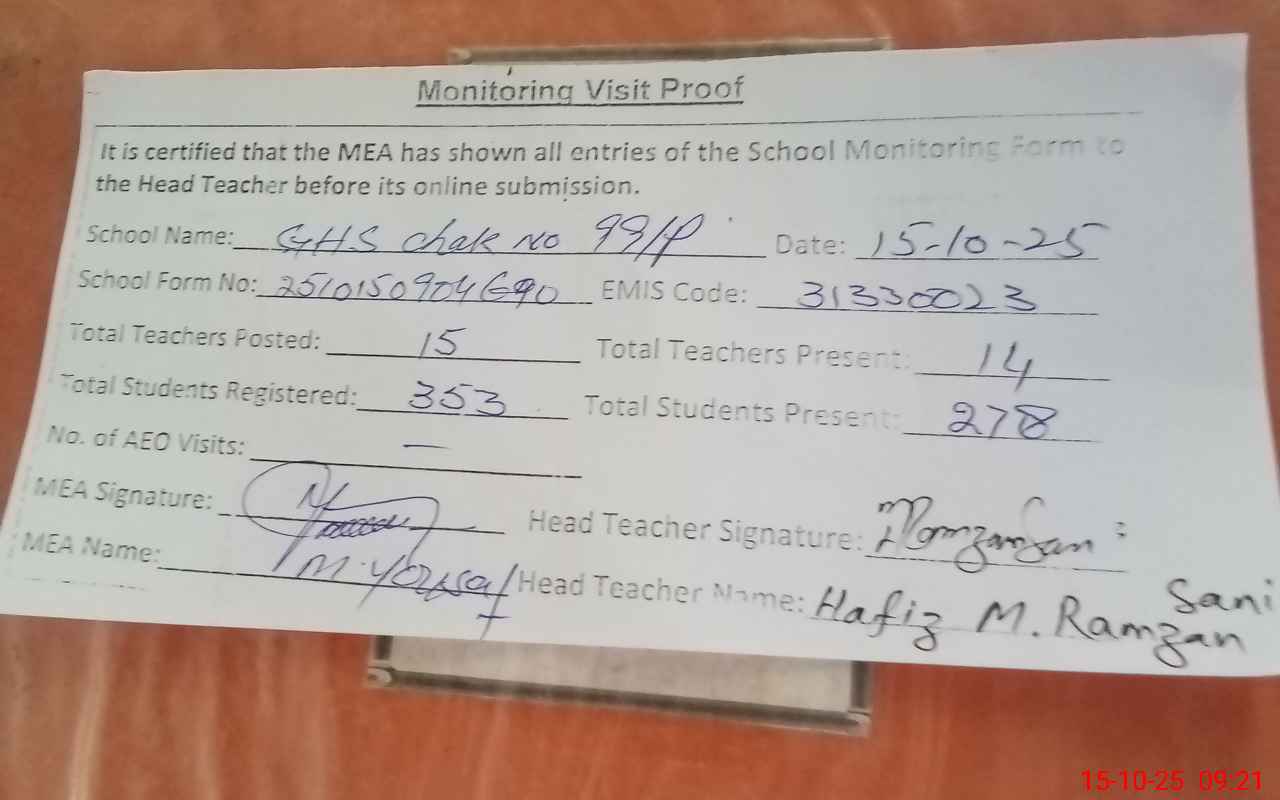 Monitoring Visit Proof
It is certified that the MEA has shown all entries of the School Monitoring Form to
the Head Teacher before its online submission.
School Name: GHS Chak No 99/P Date: 15-10-25
School Form No: 2510150904690 EMIS Code: 31330023
Total Teachers Posted: 15 Total Teachers Present: 14
Total Students Registered: 353 Total Students Present: 278
No. of AEO Visits: —
MEA Signature: Head Teacher Signature:
MEA Name: M. Yousaf Head Teacher Name: Hafiz M. Ramzan Sani
15-10-25 09:21